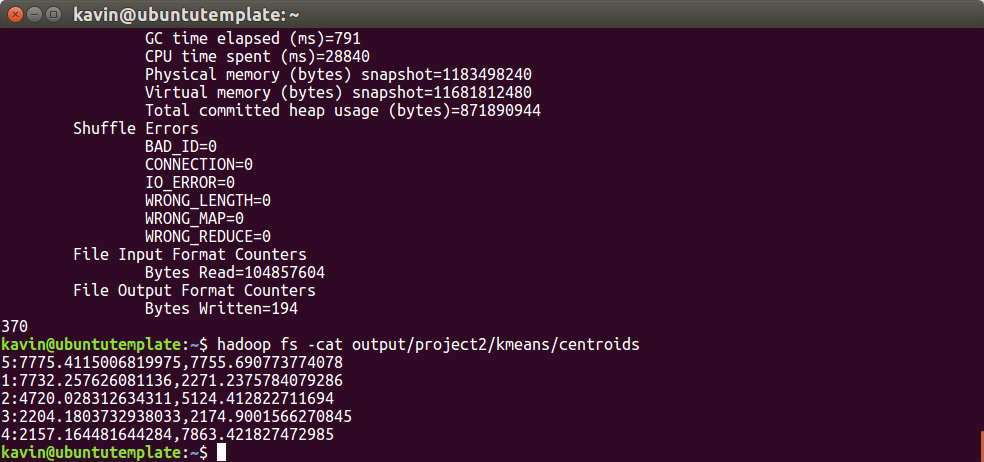 kavin@ubuntutemplate: ~
GC time elapsed (ms)=791
CPU time spent (ms)=28840
Physical memory (bytes) snapshot=1183498240
Virtual memory (bytes) snapshot=11681812480
Total committed heap usage (bytes)=871890944
Shuffle Errors
BAD_ID=0
CONNECTION=0
IO_ERROR=0
WRONG_LENGTH=0
WRONG_MAP=0
WRONG_REDUCE=0
File Input Format Counters
Bytes Read=104857604
File Output Format Counters
Bytes Written=194
370
kavin@ubuntutemplate:~$ hadoop fs -cat output/project2/kmeans/centroids
5:7775.4115006819975,7755.690773774078
1:7732.257626081136,2271.2375784079286
2:4720.028312634311,5124.412822711694
3:2204.1803732938033,2174.9001566270845
4:2157.164481644284,7863.421827472985
kavin@ubuntutemplate:~$